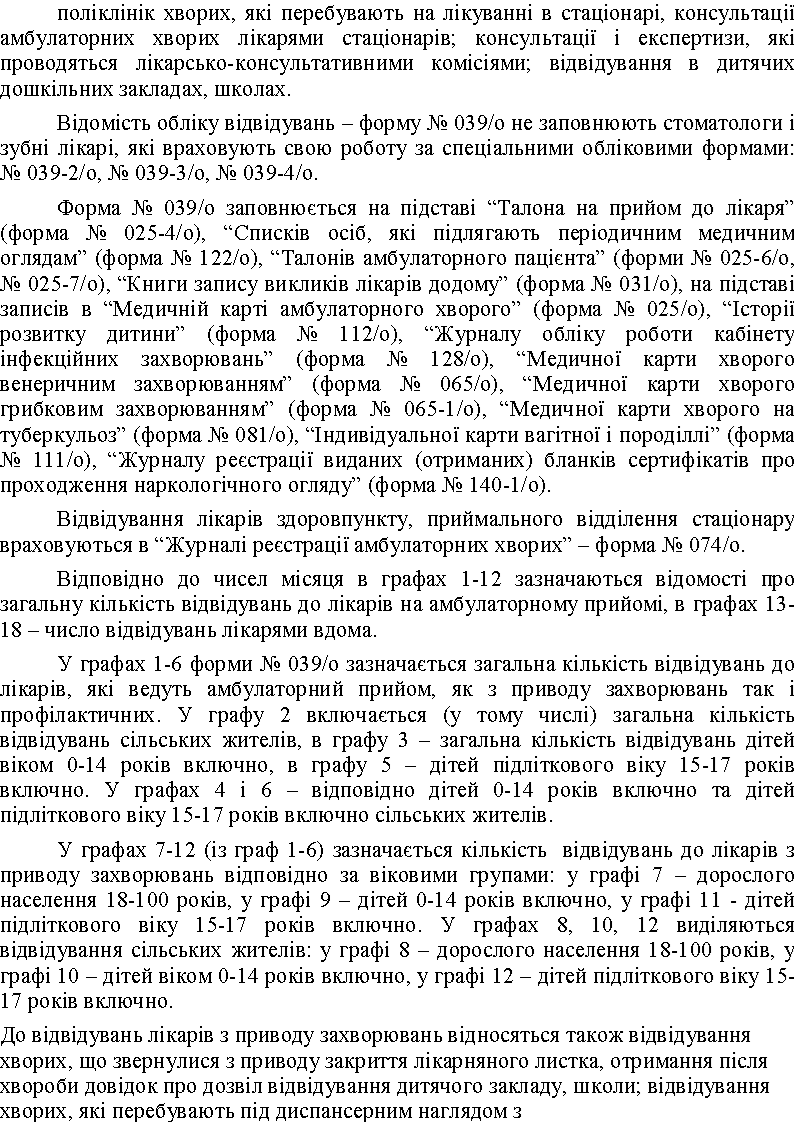 поліклінік хворих, які перебувають на лікуванні в стаціонарі, консультації
амбулаторних хворих лікарями стаціонарів; консультації і експертизи, які
проводяться лікарсько-консультативними комісіями; відвідування в дитячих
дошкільних закладах, школах.
Відомість обліку відвідувань – форму № 039/о не заповнюють стоматологи і
зубні лікарі, які враховують свою роботу за спеціальними обліковими формами:
№ 039-2/о, № 039-3/о, № 039-4/о.
Форма № 039/о заповнюється на підставі “Талона на прийом до лікаря”
(форма № 025-4/о), “Списків осіб, які підлягають періодичним медичним
оглядам” (форма № 122/о), “Талонів амбулаторного пацієнта” (форми № 025-6/о,
№ 025-7/о), “Книги запису викликів лікарів додому” (форма № 031/о), на підставі
записів в “Медичній карті амбулаторного хворого” (форма № 025/о), “Історії
розвитку дитини” (форма № 112/о), “Журналу обліку роботи кабінету
інфекційних захворювань” (форма № 128/о), “Медичної карти хворого
венеричним захворюванням” (форма № 065/о), “Медичної карти хворого
грибковим захворюванням” (форма № 065-1/о), “Медичної карти хворого на
туберкульоз” (форма № 081/о), “Індивідуальної карти вагітної і породіллі” (форма
№ 111/о), “Журналу реєстрації виданих (отриманих) бланків сертифікатів про
проходження наркологічного огляду” (форма № 140-1/о).
Відвідування лікарів здоровпункту, приймального відділення стаціонару
враховуються в “Журналі реєстрації амбулаторних хворих” – форма № 074/о.
Відповідно до чисел місяця в графах 1-12 зазначаються відомості про
загальну кількість відвідувань до лікарів на амбулаторному прийомі, в графах 13-
18 – число відвідувань лікарями вдома.
У графах 1-6 форми № 039/о зазначається загальна кількість відвідувань до
лікарів, які ведуть амбулаторний прийом, як з приводу захворювань так і
профілактичних. У графу 2 включається (у тому числі) загальна кількість
відвідувань сільських жителів, в графу 3 – загальна кількість відвідувань дітей
віком 0-14 років включно, в графу 5 – дітей підліткового віку 15-17 років
включно. У графах 4 і 6 – відповідно дітей 0-14 років включно та дітей
підліткового віку 15-17 років включно сільських жителів.
У графах 7-12 (із граф 1-6) зазначається кількість відвідувань до лікарів з
приводу захворювань відповідно за віковими групами: у графі 7 – дорослого
населення 18-100 років, у графі 9 – дітей 0-14 років включно, у графі 11 - дітей
підліткового віку 15-17 років включно. У графах 8, 10, 12 виділяються
відвідування сільських жителів: у графі 8 – дорослого населення 18-100 років, у
графі 10 – дітей віком 0-14 років включно, у графі 12 – дітей підліткового віку 15-
17 років включно.
До відвідувань лікарів з приводу захворювань відносяться також відвідування
хворих, що звернулися з приводу закриття лікарняного листка, отримання після
хвороби довідок про дозвіл відвідування дитячого закладу, школи; відвідування
хворих, які перебувають під диспансерним наглядом з